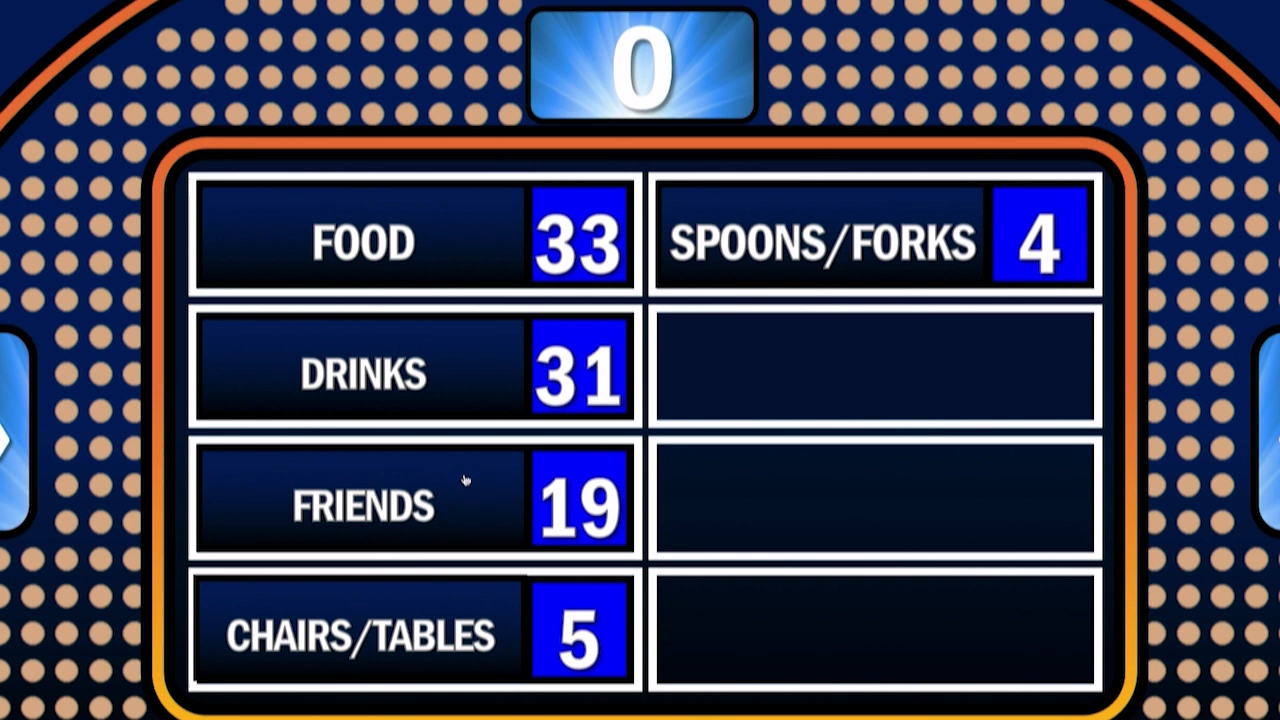 0
FOOD 33
DRINKS 31
FRIENDS 19
CHAIRS/TABLES 5
SPOONS/FORKS 4